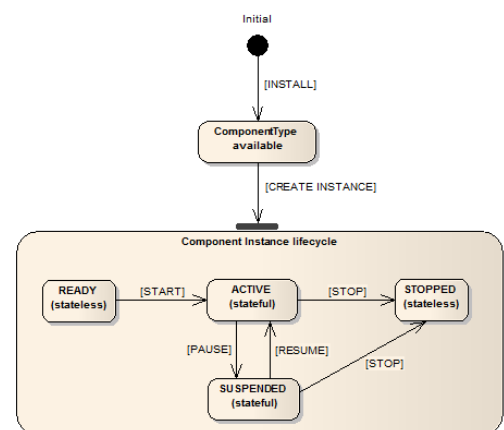 Initial
[INSTALL]
ComponentType
available
[CREATE INSTANCE]
Component Instance lifecycle
READY
(stateless)
[START]
ACTIVE
(stateful)
[STOP]
STOPPED
(stateless)
[PAUSE]
[RESUME]
[STOP]
SUSPENDED
(stateful)